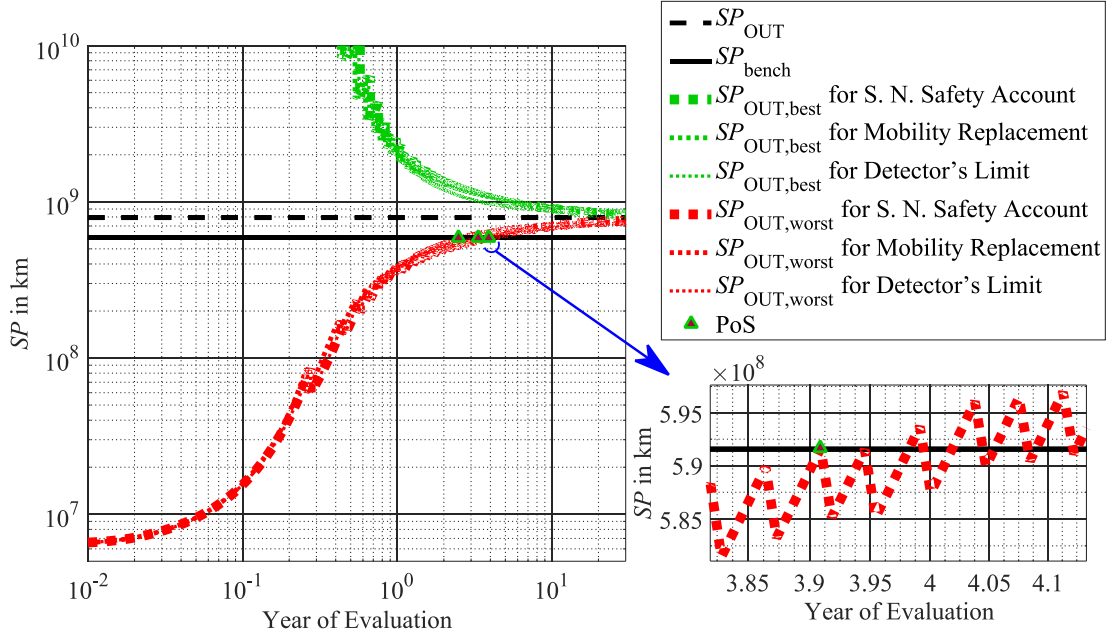 SP_OUT
SP_bench
SP_OUT,best for S. N. Safety Account
SP_OUT,best for Mobility Replacement
SP_OUT,best for Detector's Limit
SP_OUT,worst for S. N. Safety Account
SP_OUT,worst for Mobility Replacement
SP_OUT,worst for Detector's Limit
PoS
10^10
10^9
10^8
10^7
SP in km
10^-2 10^-1 10^0 10^1
Year of Evaluation
×10^8
5.95
5.9
5.85
SP in km
3.85 3.9 3.95 4 4.05 4.1
Year of Evaluation